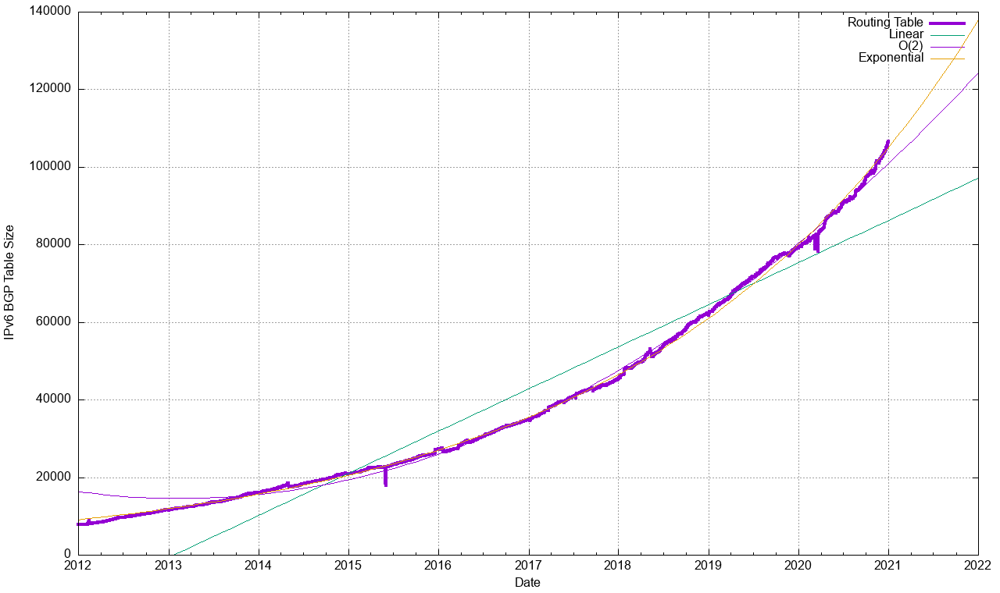 140000
120000
100000
80000
60000
40000
20000
0
IPv6 BGP Table Size
Routing Table
Linear
O(2)
Exponential
2012 2013 2014 2015 2016 2017 2018 2019 2020 2021 2022
Date